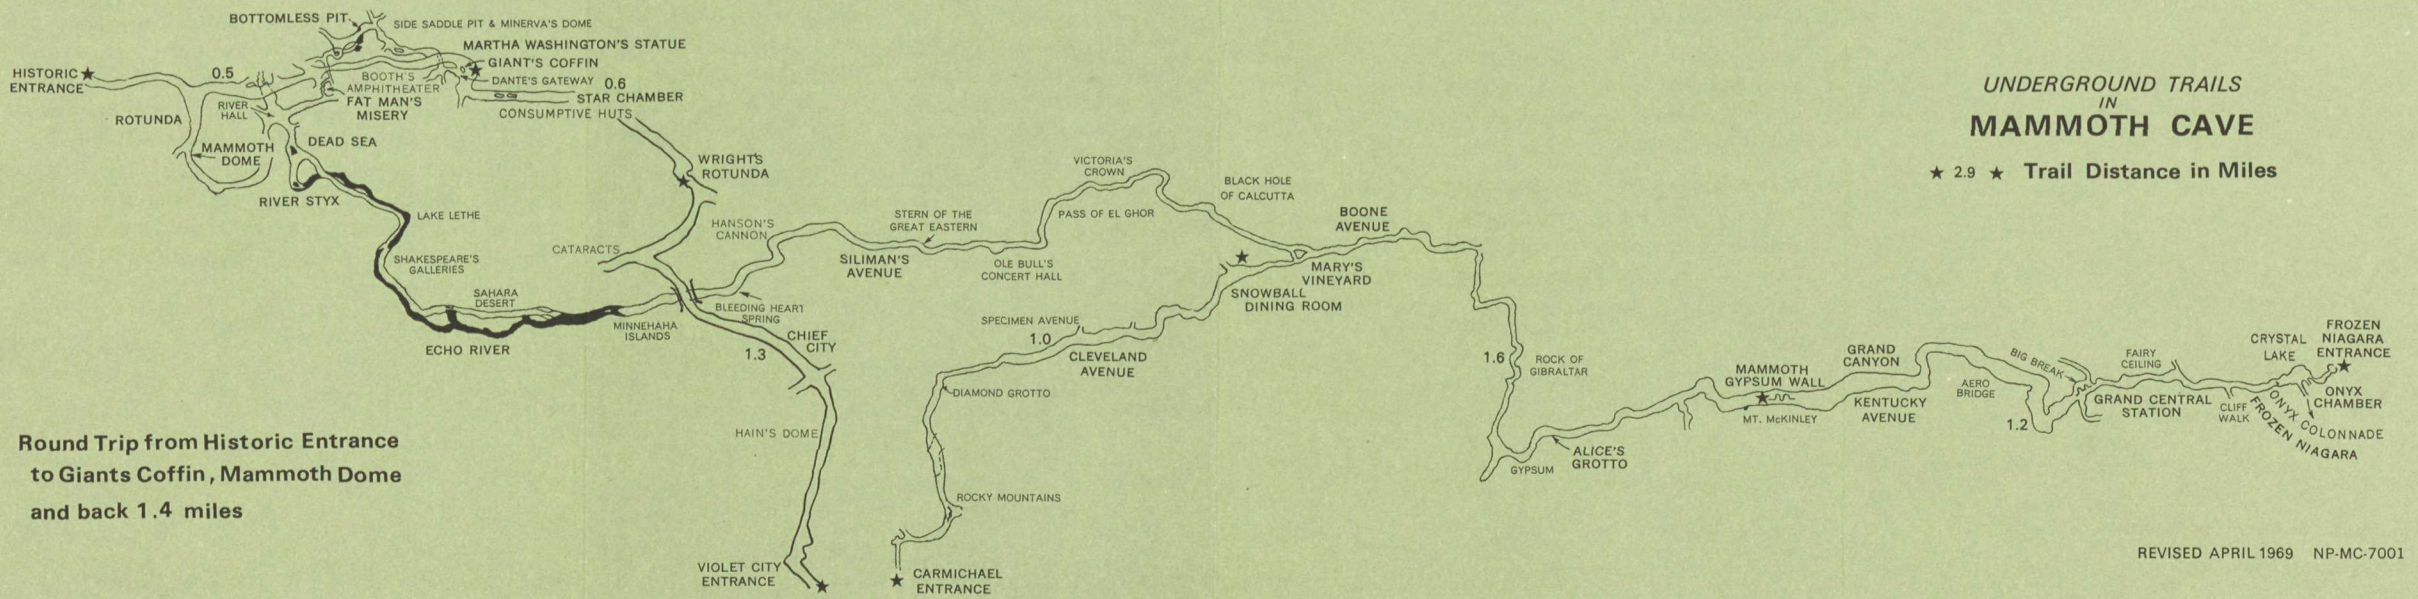 BOTTOMLESS PIT
SIDE SADDLE PIT & MINERVA'S DOME
MARTHA WASHINGTON'S STATUE
GIANT'S COFFIN
HISTORIC
ENTRANCE
0.5
BOOTH'S
AMPHITHEATER
DANTE'S GATEWAY
0.6
STAR CHAMBER
FAT MAN'S
MISERY
CONSUMPTIVE HUTS
RIVER
HALL
ROTUNDA
MAMMOTH
DOME
DEAD SEA
RIVER STYX
WRIGHT'S
ROTUNDA
LAKE LETHE
CATARACTS
HANSON'S
CANNON
SHAKESPEARE'S
GALLERIES
SAHARA
DESERT
ECHO RIVER
MINNEHAHA
ISLANDS
BLEEDING HEART
SPRING
1.3
CHIEF
CITY
HAIN'S DOME
VIOLET CITY
ENTRANCE
SILIMAN'S
AVENUE
STERN OF THE
GREAT EASTERN
OLE BULL'S
CONCERT HALL
VICTORIA'S
CROWN
PASS OF EL GHOR
BLACK HOLE
OF CALCUTTA
BOONE
AVENUE
MARY'S
VINEYARD
SNOWBALL
DINING ROOM
SPECIMEN AVENUE
1.0
CLEVELAND
AVENUE
DIAMOND GROTTO
ROCKY MOUNTAINS
CARMICHAEL
ENTRANCE
1.6
ROCK OF
GIBRALTAR
GYPSUM
ALICE'S
GROTTO
MAMMOTH
GYPSUM WALL
MT. McKINLEY
GRAND
CANYON
KENTUCKY
AVENUE
AERO
BRIDGE
BIG BREAK
1.2
FAIRY
CEILING
GRAND CENTRAL
STATION
CLIFF
WALK
CRYSTAL
LAKE
FROZEN
NIAGARA
ENTRANCE
ONYX
CHAMBER
ONYX COLONNADE
FROZEN NIAGARA
UNDERGROUND TRAILS
IN
MAMMOTH CAVE
★ 2.9 ★ Trail Distance in Miles
Round Trip from Historic Entrance
to Giants Coffin, Mammoth Dome
and back 1.4 miles
REVISED APRIL 1969 NP-MC-7001